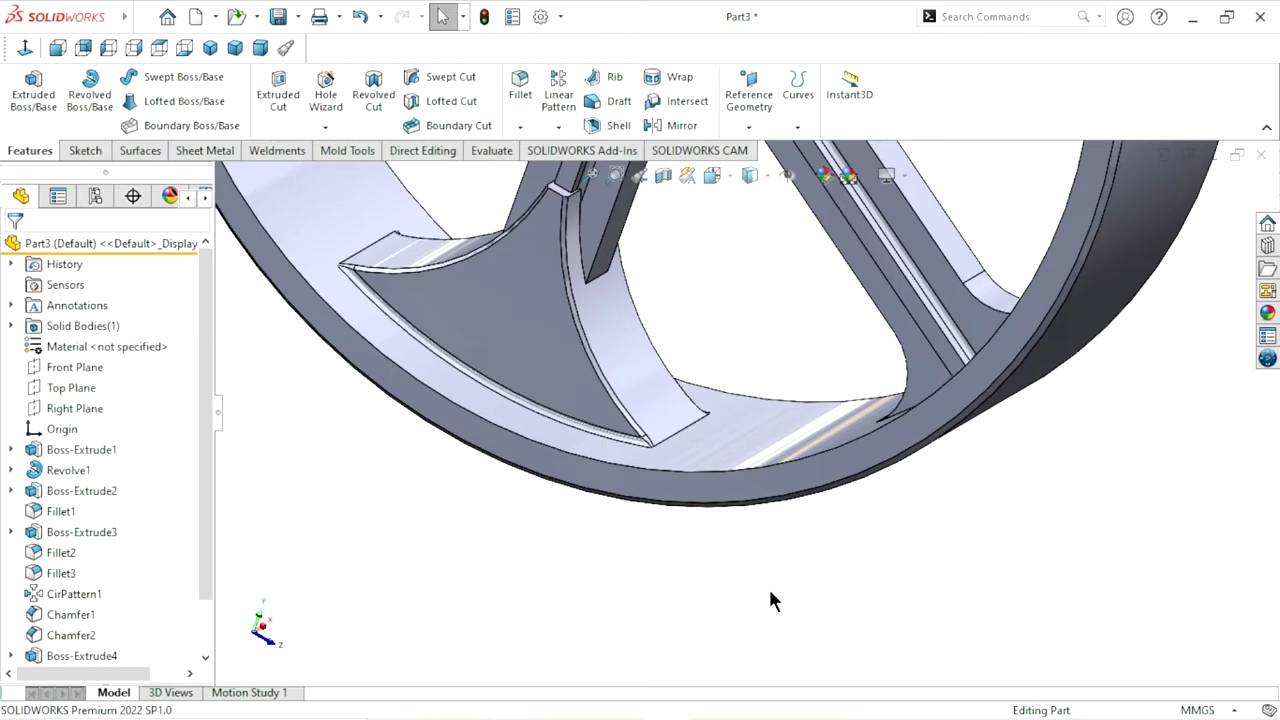 SOLIDWORKS
Part3 *
Search Commands
Extruded Boss/Base
Revolved Boss/Base
Swept Boss/Base
Lofted Boss/Base
Boundary Boss/Base
Extruded Cut
Hole Wizard
Revolved Cut
Swept Cut
Lofted Cut
Boundary Cut
Fillet
Linear Pattern
Rib
Draft
Shell
Wrap
Intersect
Mirror
Reference Geometry
Curves
Instant3D
Features
Sketch
Surfaces
Sheet Metal
Weldments
Mold Tools
Direct Editing
Evaluate
SOLIDWORKS Add-Ins
SOLIDWORKS CAM
Part3 (Default) <<Default>_Display
History
Sensors
Annotations
Solid Bodies(1)
Material <not specified>
Front Plane
Top Plane
Right Plane
Origin
Boss-Extrude1
Revolve1
Boss-Extrude2
Fillet1
Boss-Extrude3
Fillet2
Fillet3
CirPattern1
Chamfer1
Chamfer2
Boss-Extrude4
Y
X
Z
Model
3D Views
Motion Study 1
SOLIDWORKS Premium 2022 SP1.0
Editing Part
MMGS